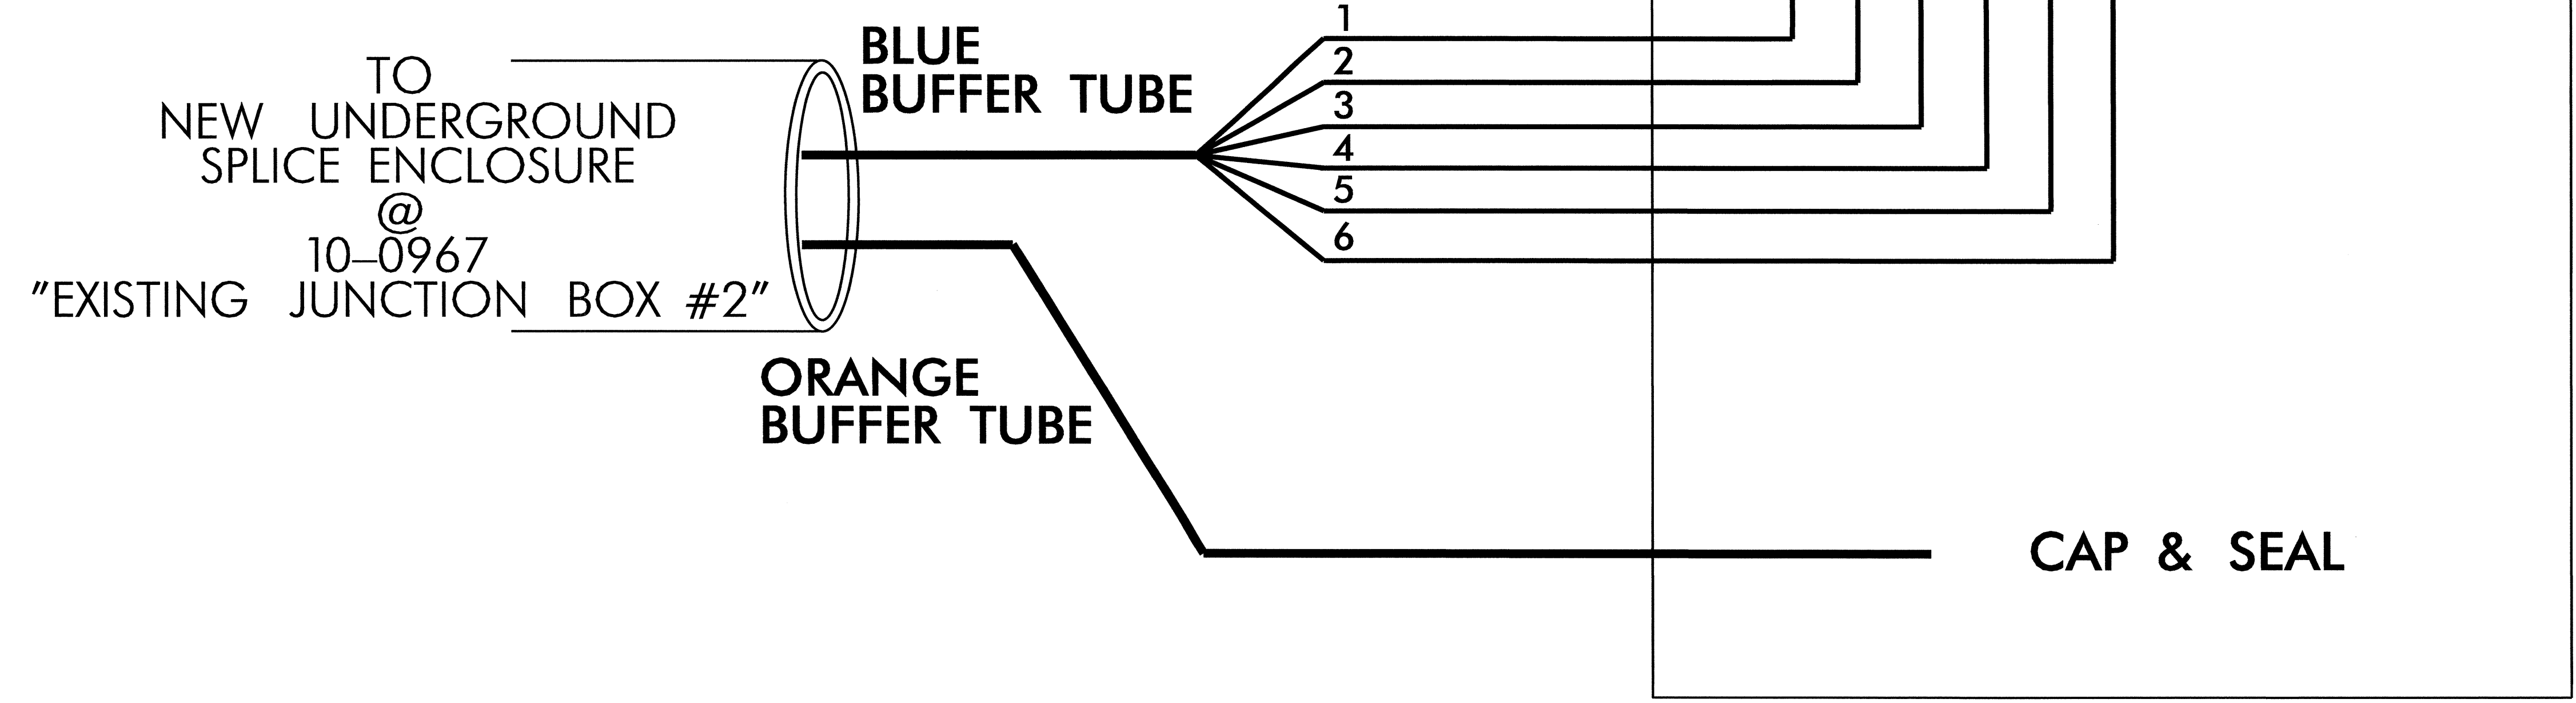 TO
NEW UNDERGROUND
SPLICE ENCLOSURE
@
10–0967
"EXISTING JUNCTION BOX #2"
BLUE
BUFFER TUBE
1
2
3
4
5
6
ORANGE
BUFFER TUBE
CAP & SEAL